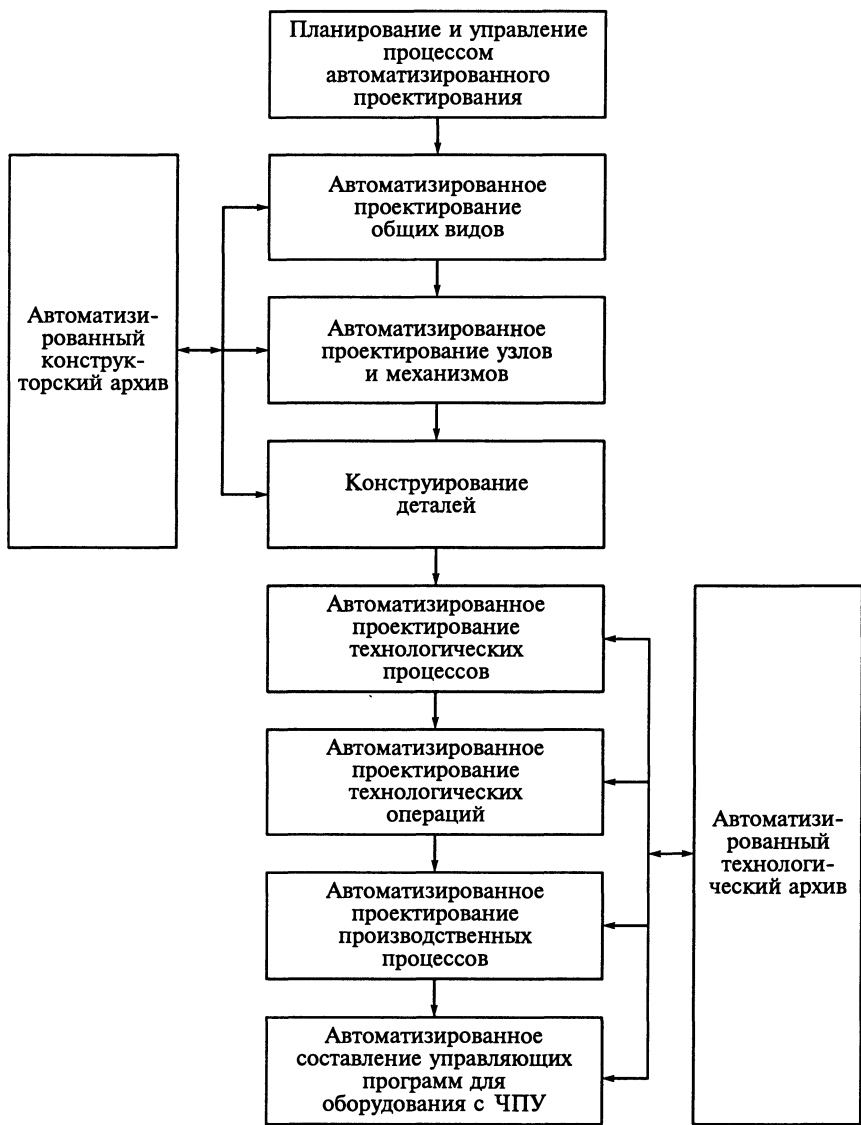 Планирование и управление
процессом
автоматизированного
проектирования
Автоматизированное
проектирование
общих видов
Автоматизи-
рованный
конструк-
торский архив
Автоматизированное
проектирование узлов
и механизмов
Конструирование
деталей
Автоматизированное
проектирование
технологических
процессов
Автоматизированное
проектирование
технологических
операций
Автоматизи-
рованный
технологи-
ческий архив
Автоматизированное
проектирование
производственных
процессов
Автоматизированное
составление управляющих
программ для
оборудования с ЧПУ